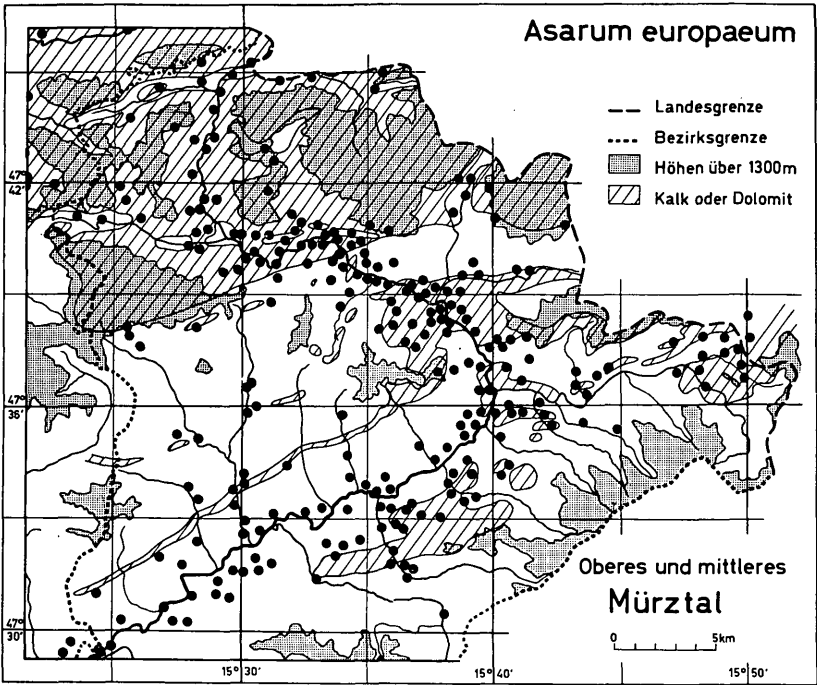 Asarum europaeum
Landesgrenze
Bezirksgrenze
Höhen über 1300m
Kalk oder Dolomit
47°
42'
47°
36'
47°
30'
Oberes und mittleres
Mürztal
0 5km
15°30'
15°40'
15°50'